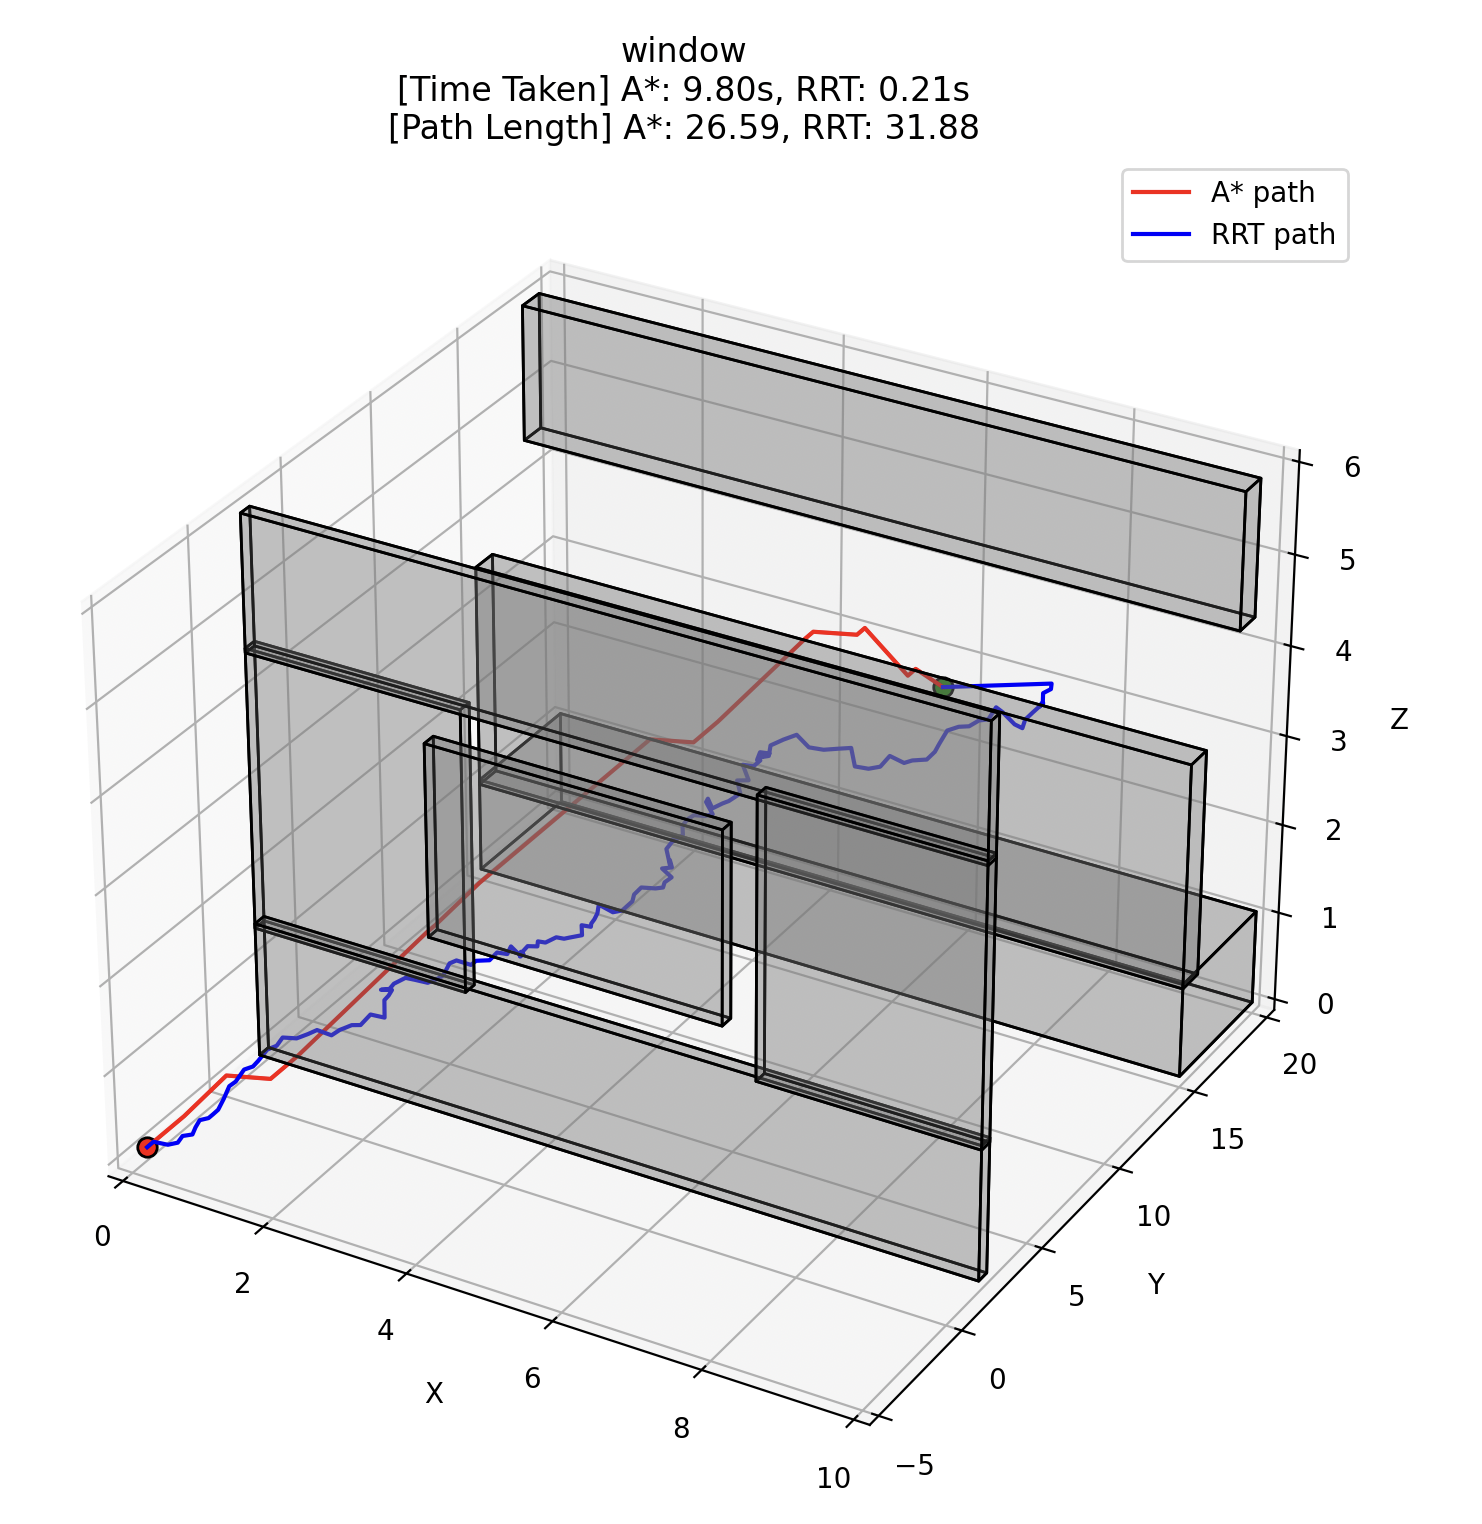 window
[Time Taken] A*: 9.80s, RRT: 0.21s
[Path Length] A*: 26.59, RRT: 31.88
A* path
RRT path
6
5
4
Z
3
2
1
0
20
15
10
5
Y
0
−5
0
2
4
6
8
10
X